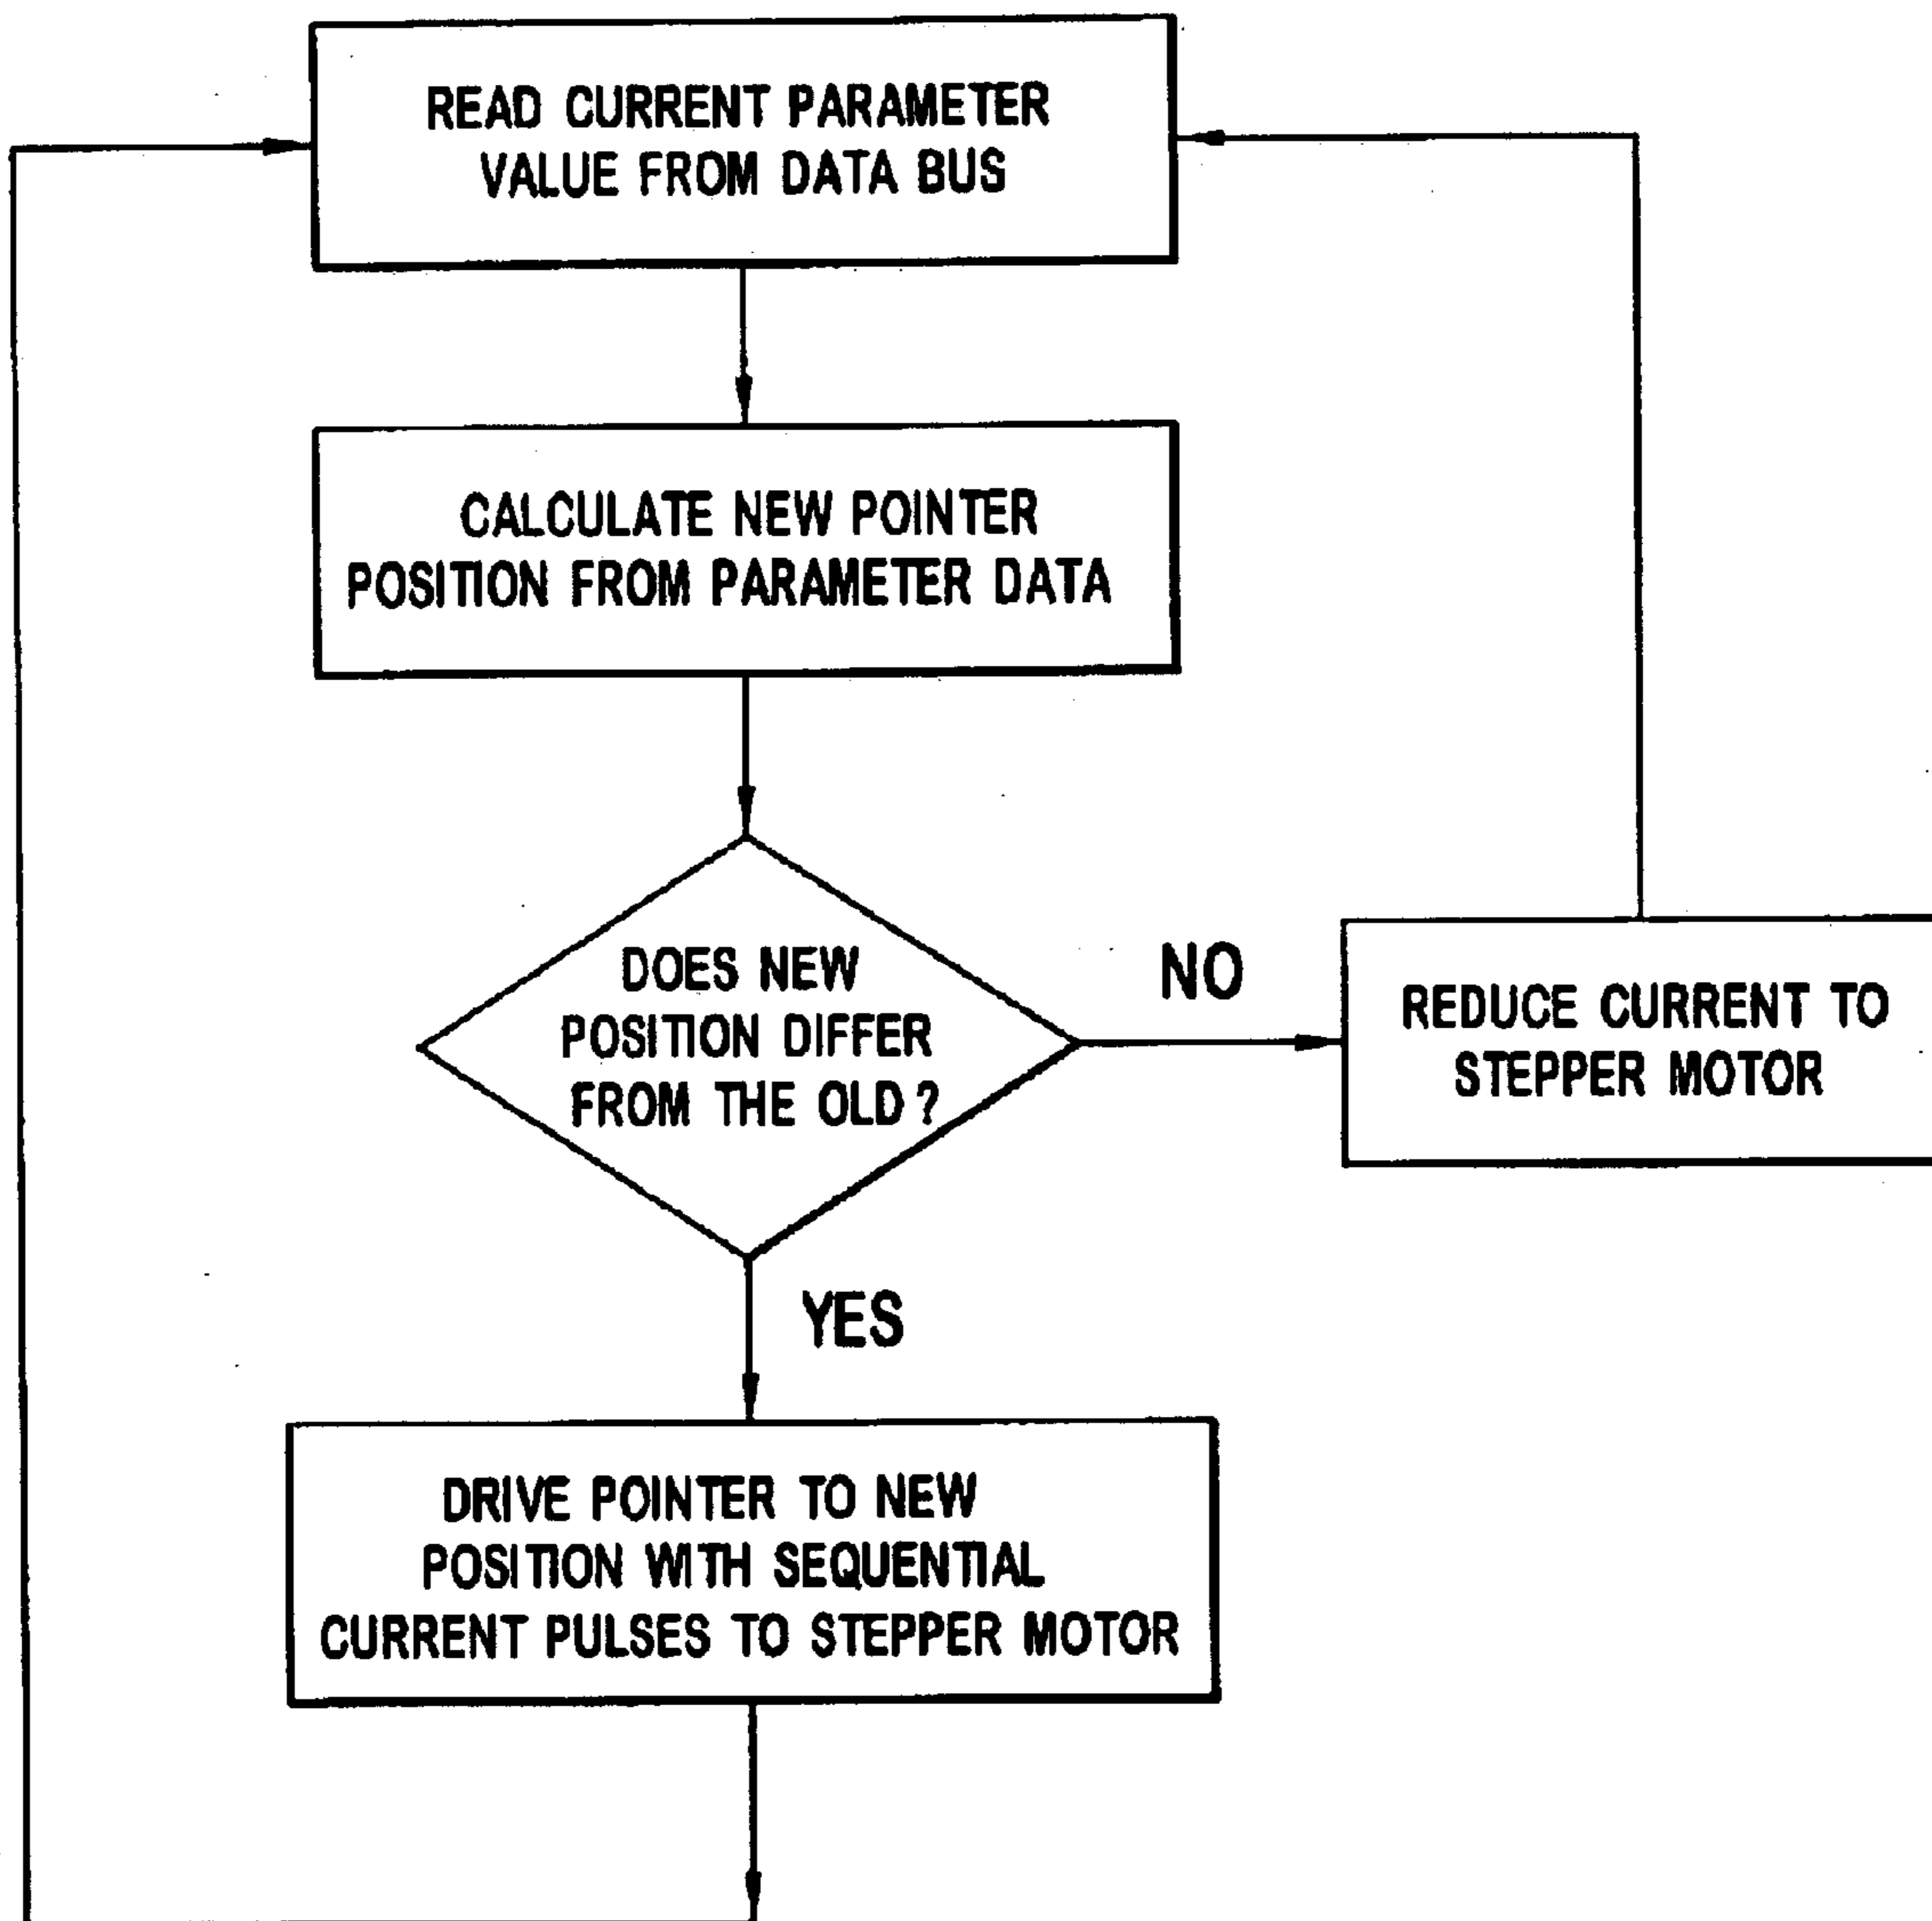 READ CURRENT PARAMETER
VALUE FROM DATA BUS
CALCULATE NEW POINTER
POSITION FROM PARAMETER DATA
DOES NEW
POSITION DIFFER
FROM THE OLD ?
NO
REDUCE CURRENT TO
STEPPER MOTOR
YES
DRIVE POINTER TO NEW
POSITION WITH SEQUENTIAL
CURRENT PULSES TO STEPPER MOTOR